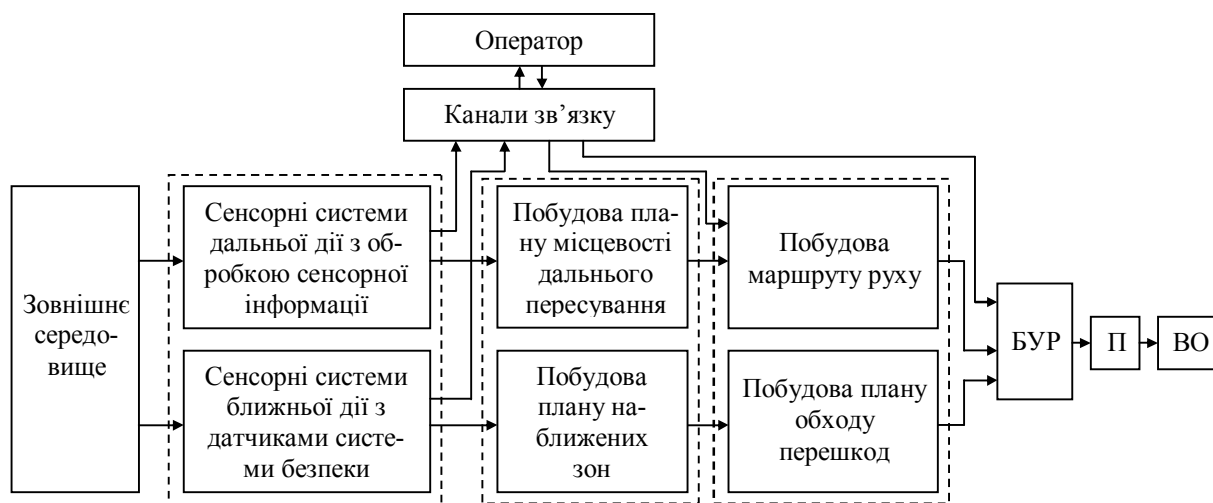 Оператор
Канали зв’язку
Зовнішнє
середо-
вище
Сенсорні системи
дальньої дії з об-
робкою сенсорної
інформації
Побудова пла-
ну місцевості
дальнього
пересування
Побудова
маршруту руху
Сенсорні системи
ближньої дії з
датчиками систе-
ми безпеки
Побудова
плану на-
ближених
зон
Побудова плану
обходу
перешкод
БУР
П
ВО